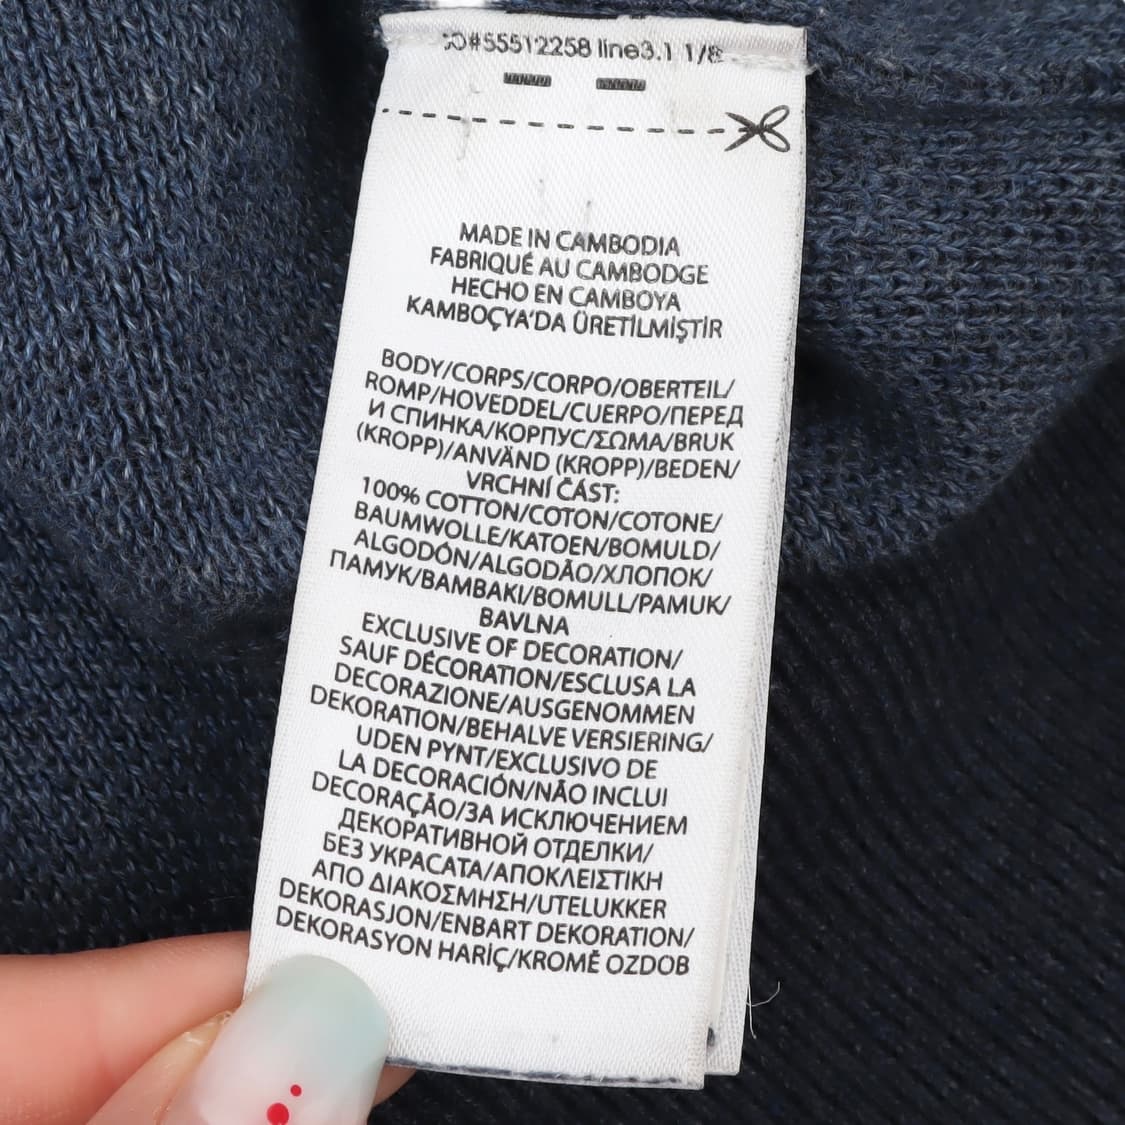 O#55512258 line3.1 1/8
MADE IN CAMBODIA
FABRIQUÉ AU CAMBODGE
HECHO EN CAMBOYA
KAMBOÇYA'DA ÜRETİLMİŞTİR
BODY/CORPS/CORPO/OBERTEIL/
ROMP/HOVEDDEL/CUERPO/ПЕРЕД
И СПИНКА/КОРПУС/ΣΩΜΑ/BRUK
(KROPP)/ANVÄND (KROPP)/BEDEN/
VRCHNÍ ČÁST:
100% COTTON/COTON/COTONE/
BAUMWOLLE/KATOEN/BOMULD/
ALGODÓN/ALGODÃO/ХЛОПОК/
ПАМУК/ΒΑΜΒΑΚΙ/BOMULL/PAMUK/
BAVLNA
EXCLUSIVE OF DECORATION/
SAUF DÉCORATION/ESCLUSA LA
DECORAZIONE/AUSGENOMMEN
DEKORATION/BEHALVE VERSIERING/
UDEN PYNT/EXCLUSIVO DE
LA DECORACIÓN/NÃO INCLUI
DECORAÇÃO/ЗА ИСКЛЮЧЕНИЕМ
ДЕКОРАТИВНОЙ ОТДЕЛКИ/
БЕЗ УКРАСАТА/ΑΠΟΚΛΕΙΣΤΙΚΗ
ΑΠΟ ΔΙΑΚΟΣΜΗΣΗ/UTELUKKER
DEKORASJON/ENBART DEKORATION/
DEKORASYON HARİÇ/KROMĚ OZDOB